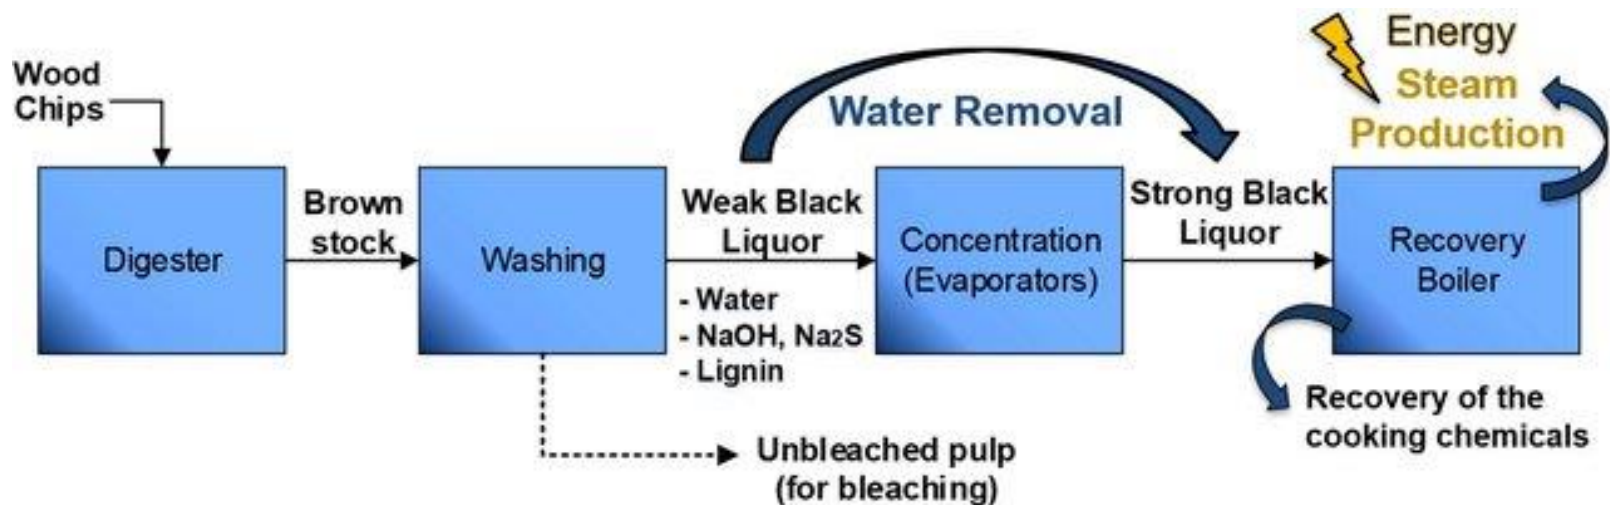 Wood
Chips
Digester
Brown
stock
Washing
Weak Black
Liquor
- Water
- NaOH, Na2S
- Lignin
Unbleached pulp
(for bleaching)
Water Removal
Concentration
(Evaporators)
Strong Black
Liquor
Recovery
Boiler
Energy
Steam
Production
Recovery of the
cooking chemicals